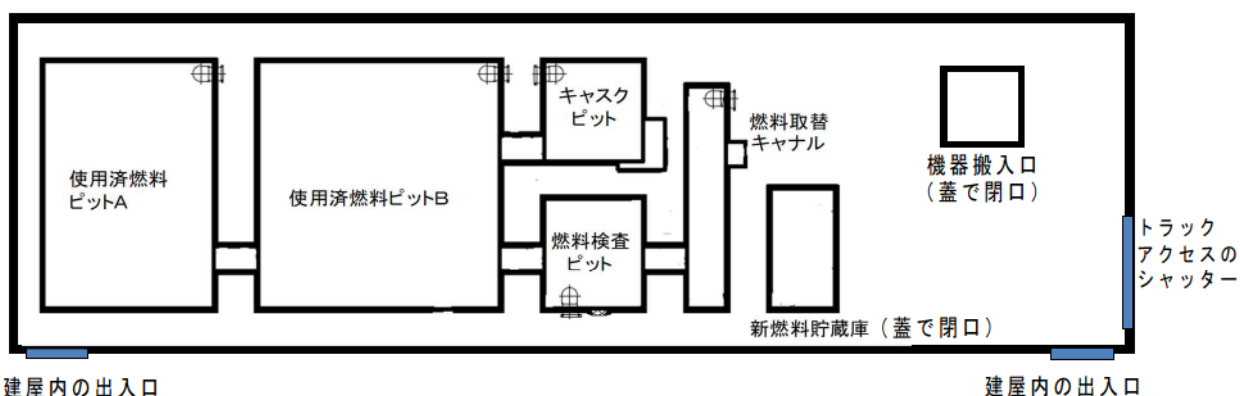 使用済燃料
ピットA
使用済燃料ピットB
キャスク
ピット
燃料検査
ピット
燃料取替
キャナル
機器搬入口
（蓋で閉口）
新燃料貯蔵庫（蓋で閉口）
トラック
アクセスの
シャッター
建屋内の出入口
建屋内の出入口